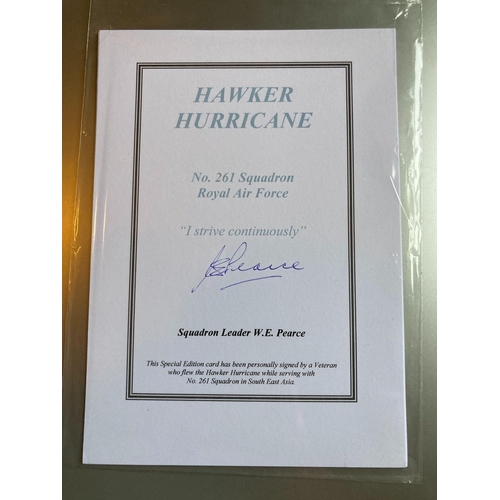 HAWKER
HURRICANE
No. 261 Squadron
Royal Air Force
"I strive continuously"
Pearce
Squadron Leader W.E. Pearce
This Special Edition card has been personally signed by a Veteran
who flew the Hawker Hurricane while serving with
No. 261 Squadron in South East Asia.